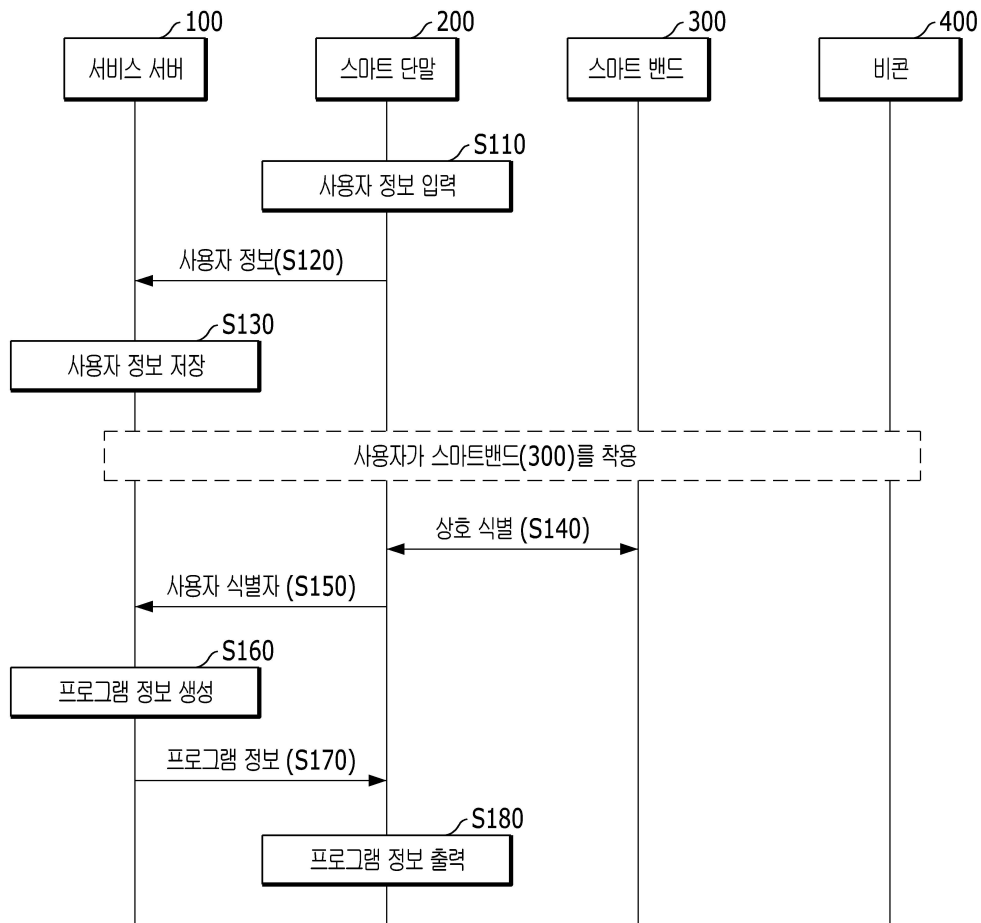 100
200
300
400
서비스 서버
스마트 단말
스마트 밴드
비콘
S110
사용자 정보 입력
사용자 정보(S120)
S130
사용자 정보 저장
사용자가 스마트밴드(300)를 착용
상호 식별 (S140)
사용자 식별자 (S150)
S160
프로그램 정보 생성
프로그램 정보 (S170)
S180
프로그램 정보 출력